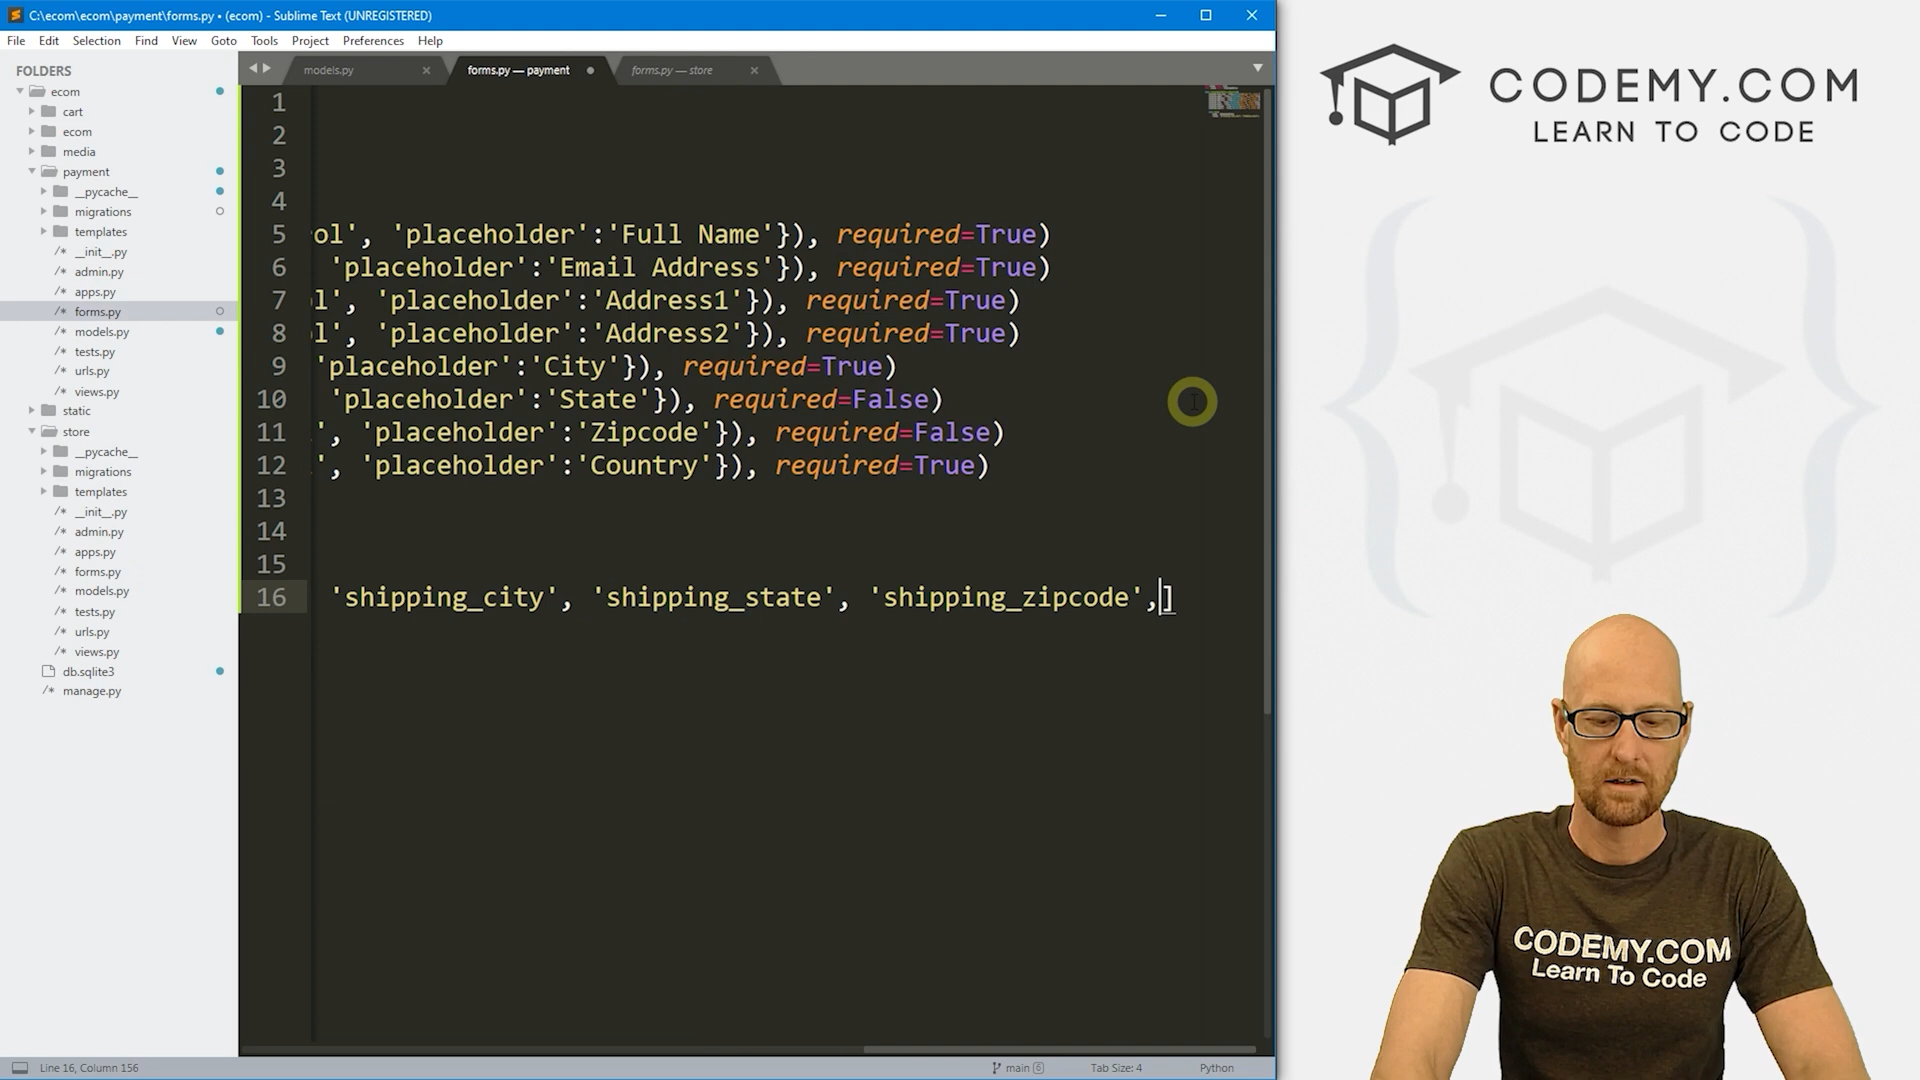 C:\ecom\ecom\payment\forms.py • (ecom) - Sublime Text (UNREGISTERED)
File Edit Selection Find View Goto Tools Project Preferences Help
FOLDERS
ecom
cart
ecom
media
payment
__pycache__
migrations
templates
/* __init__.py
/* admin.py
/* apps.py
/* forms.py
/* models.py
/* tests.py
/* urls.py
/* views.py
static
store
__pycache__
migrations
templates
/* __init__.py
/* admin.py
/* apps.py
/* forms.py
/* models.py
/* tests.py
/* urls.py
/* views.py
db.sqlite3
/* manage.py
models.py
forms.py — payment
forms.py — store
1
2
3
4
5 ol', 'placeholder':'Full Name'}), required=True)
6 'placeholder':'Email Address'}), required=True)
7 l', 'placeholder':'Address1'}), required=True)
8 l', 'placeholder':'Address2'}), required=True)
9 'placeholder':'City'}), required=True)
10 'placeholder':'State'}), required=False)
11 ', 'placeholder':'Zipcode'}), required=False)
12 ', 'placeholder':'Country'}), required=True)
13
14
15
16 'shipping_city', 'shipping_state', 'shipping_zipcode',]
Line 16, Column 156
main 6
Tab Size: 4
Python
CODEMY.COM
LEARN TO CODE
CODEMY.COM
Learn To Code